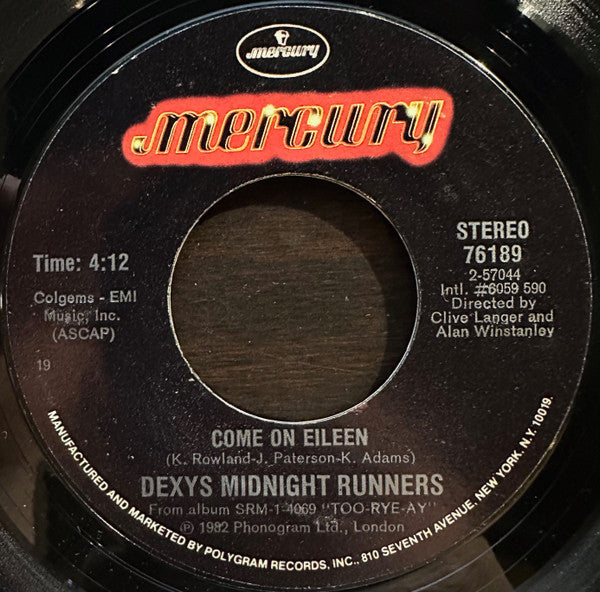 mercury
mercury
STEREO
76189
2-57044
Intl. #6059 590
Directed by
Clive Langer and
Alan Winstanley
Time: 4:12
Colgems - EMI
Music, Inc.
(ASCAP)
19
COME ON EILEEN
(K. Rowland-J. Paterson-K. Adams)
DEXYS MIDNIGHT RUNNERS
From album SRM-1-4069 "TOO-RYE-AY"
℗ 1982 Phonogram Ltd., London
MANUFACTURED AND MARKETED BY POLYGRAM RECORDS, INC., 810 SEVENTH AVENUE, NEW YORK, N.Y. 10019.